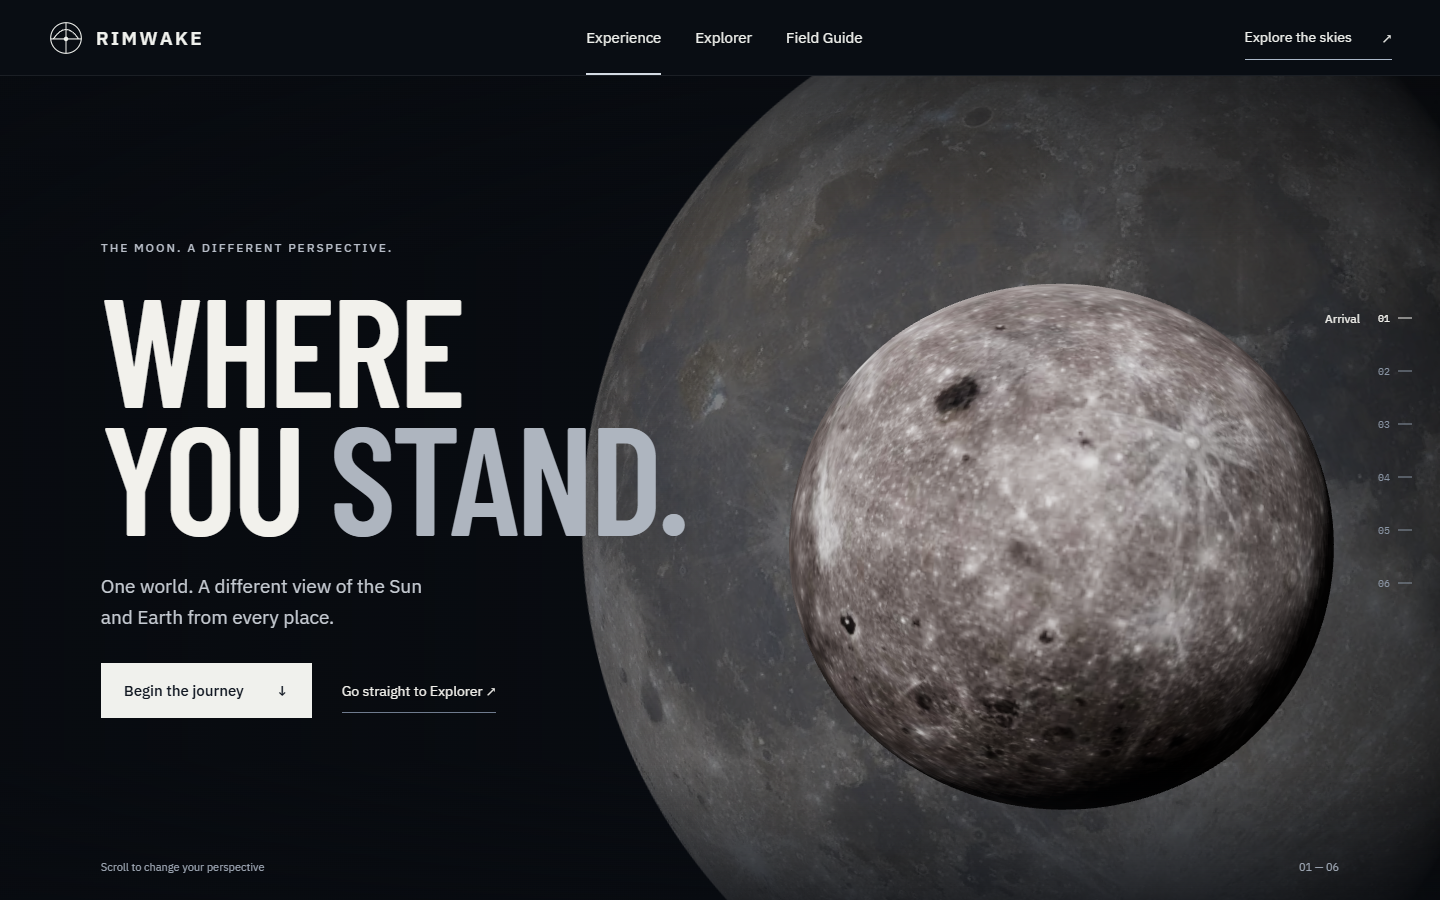 RIMWAKE
Experience
Explorer
Field Guide
Explore the skies ↗
THE MOON. A DIFFERENT PERSPECTIVE.
WHERE
YOU STAND.
One world. A different view of the Sun
and Earth from every place.
Begin the journey ↓
Go straight to Explorer ↗
Arrival 01
02
03
04
05
06
Scroll to change your perspective
01 — 06